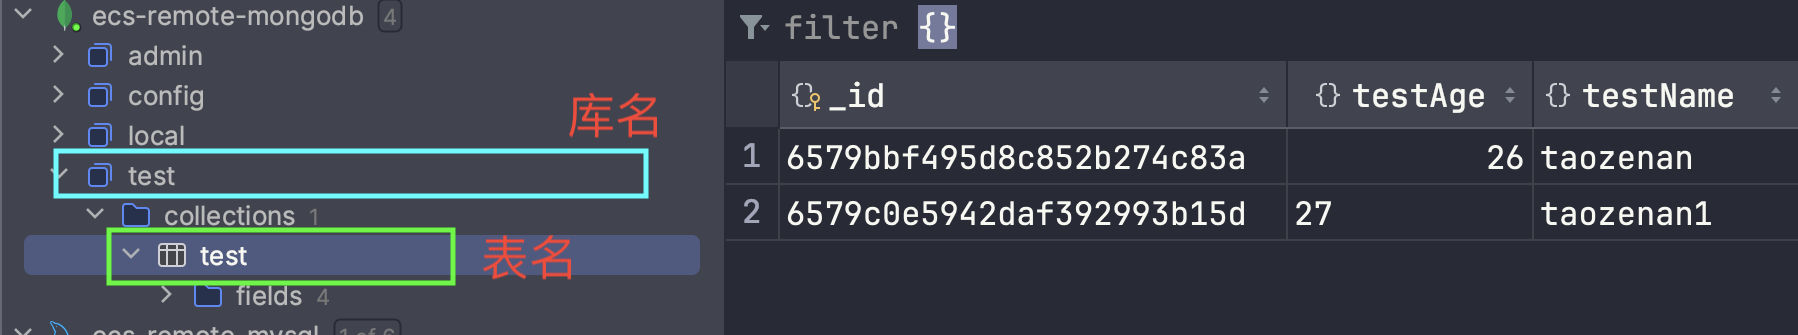 ecs-remote-mongodb 4
admin
config
local
库名
test
collections 1
test
表名
fields 4
ecs-remote-mysql 1 of 6
filter {}
_id testAge testName
1 6579bbf495d8c852b274c83a 26 taozenan
2 6579c0e5942daf392993b15d 27 taozenan1